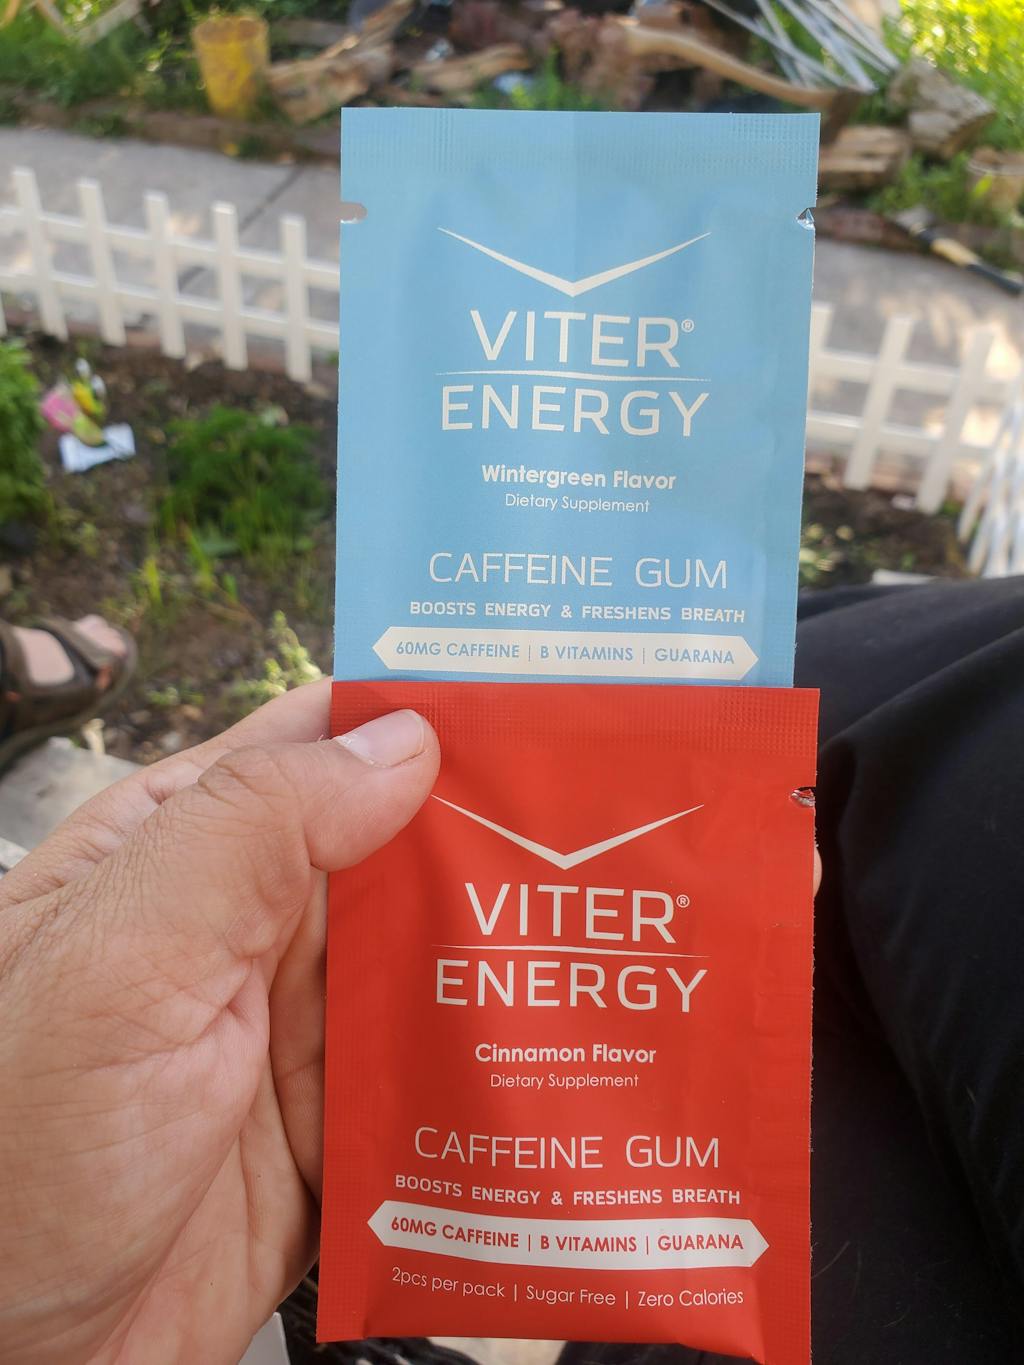 VITER®
ENERGY
Wintergreen Flavor
Dietary Supplement
CAFFEINE GUM
BOOSTS ENERGY & FRESHENS BREATH
60MG CAFFEINE | B VITAMINS | GUARANA
VITER®
ENERGY
Cinnamon Flavor
Dietary Supplement
CAFFEINE GUM
BOOSTS ENERGY & FRESHENS BREATH
60MG CAFFEINE | B VITAMINS | GUARANA
2pcs per pack | Sugar Free | Zero Calories